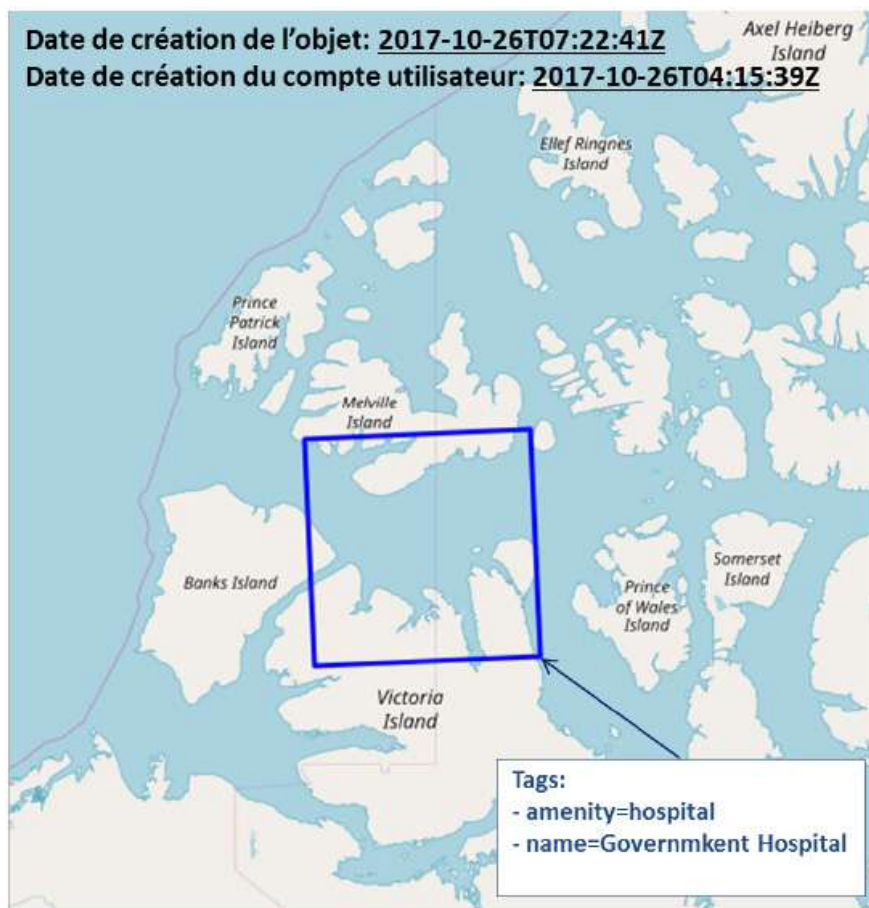 Date de création de l'objet: 2017-10-26T07:22:41Z
Date de création du compte utilisateur: 2017-10-26T04:15:39Z
Axel Heiberg
Island
Ellef Ringnes
Island
Prince
Patrick
Island
Melville
Island
Banks Island
Prince
of Wales
Island
Somerset
Island
Victoria
Island
Tags:
- amenity=hospital
- name=Governmkent Hospital